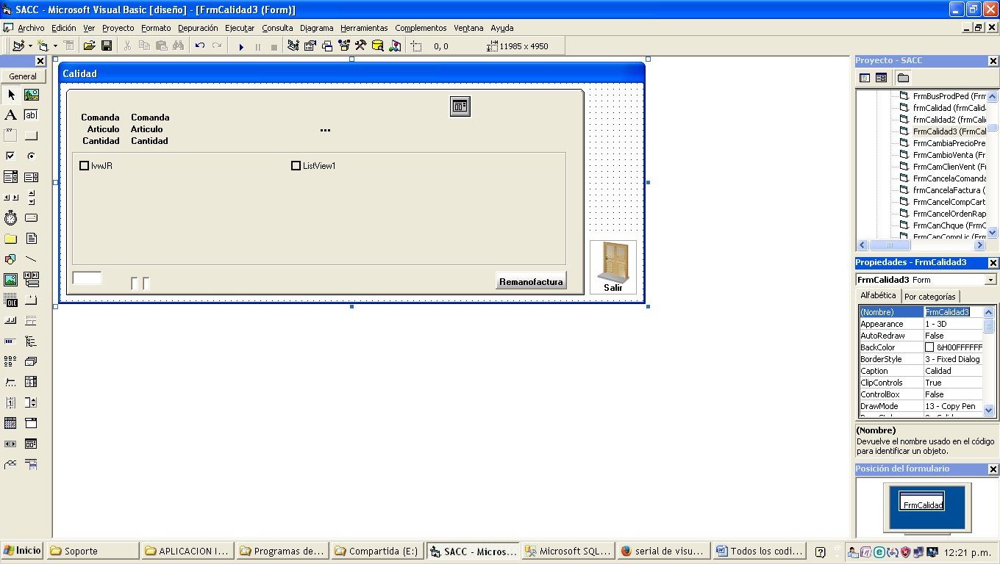 SACC - Microsoft Visual Basic [diseño] - [FrmCalidad3 (Form)]
Archivo Edición Ver Proyecto Formato Depuración Ejecutar Consulta Diagrama Herramientas Complementos Ventana Ayuda
0, 0 11985 x 4950
General
A ab|
xy
OLE
Calidad
Comanda Comanda
Articulo Articulo ...
Cantidad Cantidad
lvwJR ListView1
Remanofactura
Salir
Proyecto - SACC
FrmBusProdPed (Frm
frmCalidad (frmCalida
frmCalidad2 (frmCalid
FrmCalidad3 (FrmCal
FrmCambiaPrecioPre
FrmCambioVenta (Fr
FrmCamClienVent (Fr
FrmCancelaComanda
frmCancelaFactura (
FrmCancelCompCart
FrmCancelOrdenRap
FrmCanChque (FrmC
FrmCanCompLic (Frm
Propiedades - FrmCalidad3
FrmCalidad3 Form
Alfabética Por categorías
(Nombre) FrmCalidad3
Appearance 1 - 3D
AutoRedraw False
BackColor &H00FFFFFF
BorderStyle 3 - Fixed Dialog
Caption Calidad
ClipControls True
ControlBox False
DrawMode 13 - Copy Pen
(Nombre)
Devuelve el nombre usado en el código
para identificar un objeto.
Posición del formulario
FrmCalidad
Inicio Soporte APLICACION I... Programas de... Compartida (E:) SACC - Micros... Microsoft SQL... serial de visu... Todos los codi... 12:21 p.m.